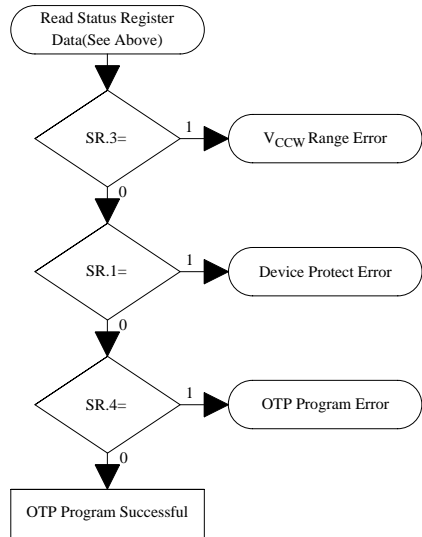 Read Status Register
Data(See Above)
SR.3=
1
VCCW Range Error
0
SR.1=
1
Device Protect Error
0
SR.4=
1
OTP Program Error
0
OTP Program Successful